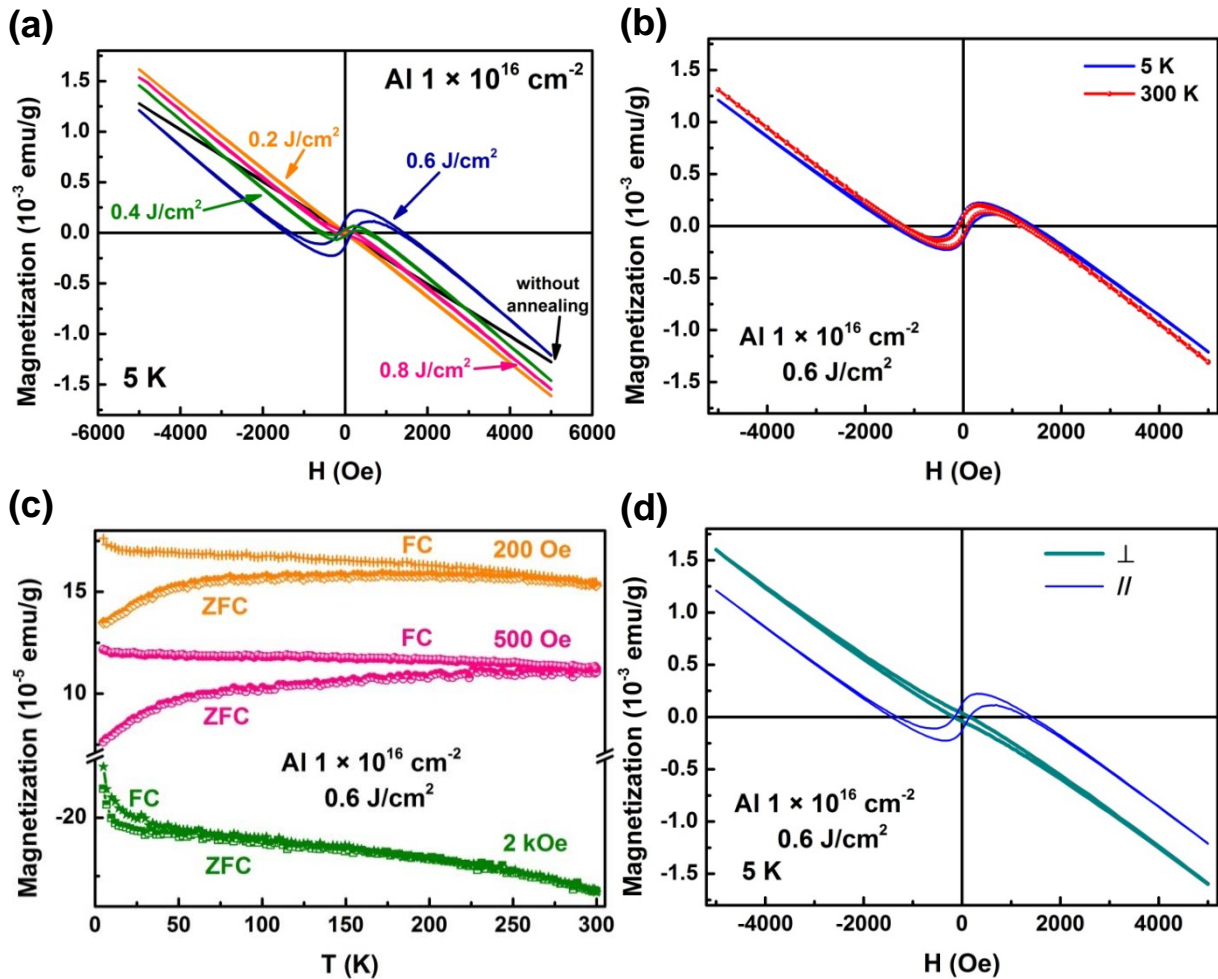 (a)
Al 1 × 10¹⁶ cm⁻²
0.2 J/cm²
0.6 J/cm²
0.4 J/cm²
without
annealing
0.8 J/cm²
5 K
Magnetization (10⁻³ emu/g)
1.5
1.0
0.5
0.0
-0.5
-1.0
-1.5
-6000 -4000 -2000 0 2000 4000 6000
H (Oe)
(b)
5 K
300 K
Al 1 × 10¹⁶ cm⁻²
0.6 J/cm²
Magnetization (10⁻³ emu/g)
1.5
1.0
0.5
0.0
-0.5
-1.0
-1.5
-4000 -2000 0 2000 4000
H (Oe)
(c)
FC 200 Oe
ZFC
FC 500 Oe
ZFC
Al 1 × 10¹⁶ cm⁻²
0.6 J/cm²
FC
2 kOe
ZFC
Magnetization (10⁻⁵ emu/g)
15
10
-20
0 50 100 150 200 250 300
T (K)
(d)
⊥
//
Al 1 × 10¹⁶ cm⁻²
0.6 J/cm²
5 K
Magnetization (10⁻³ emu/g)
1.5
1.0
0.5
0.0
-0.5
-1.0
-1.5
-4000 -2000 0 2000 4000
H (Oe)